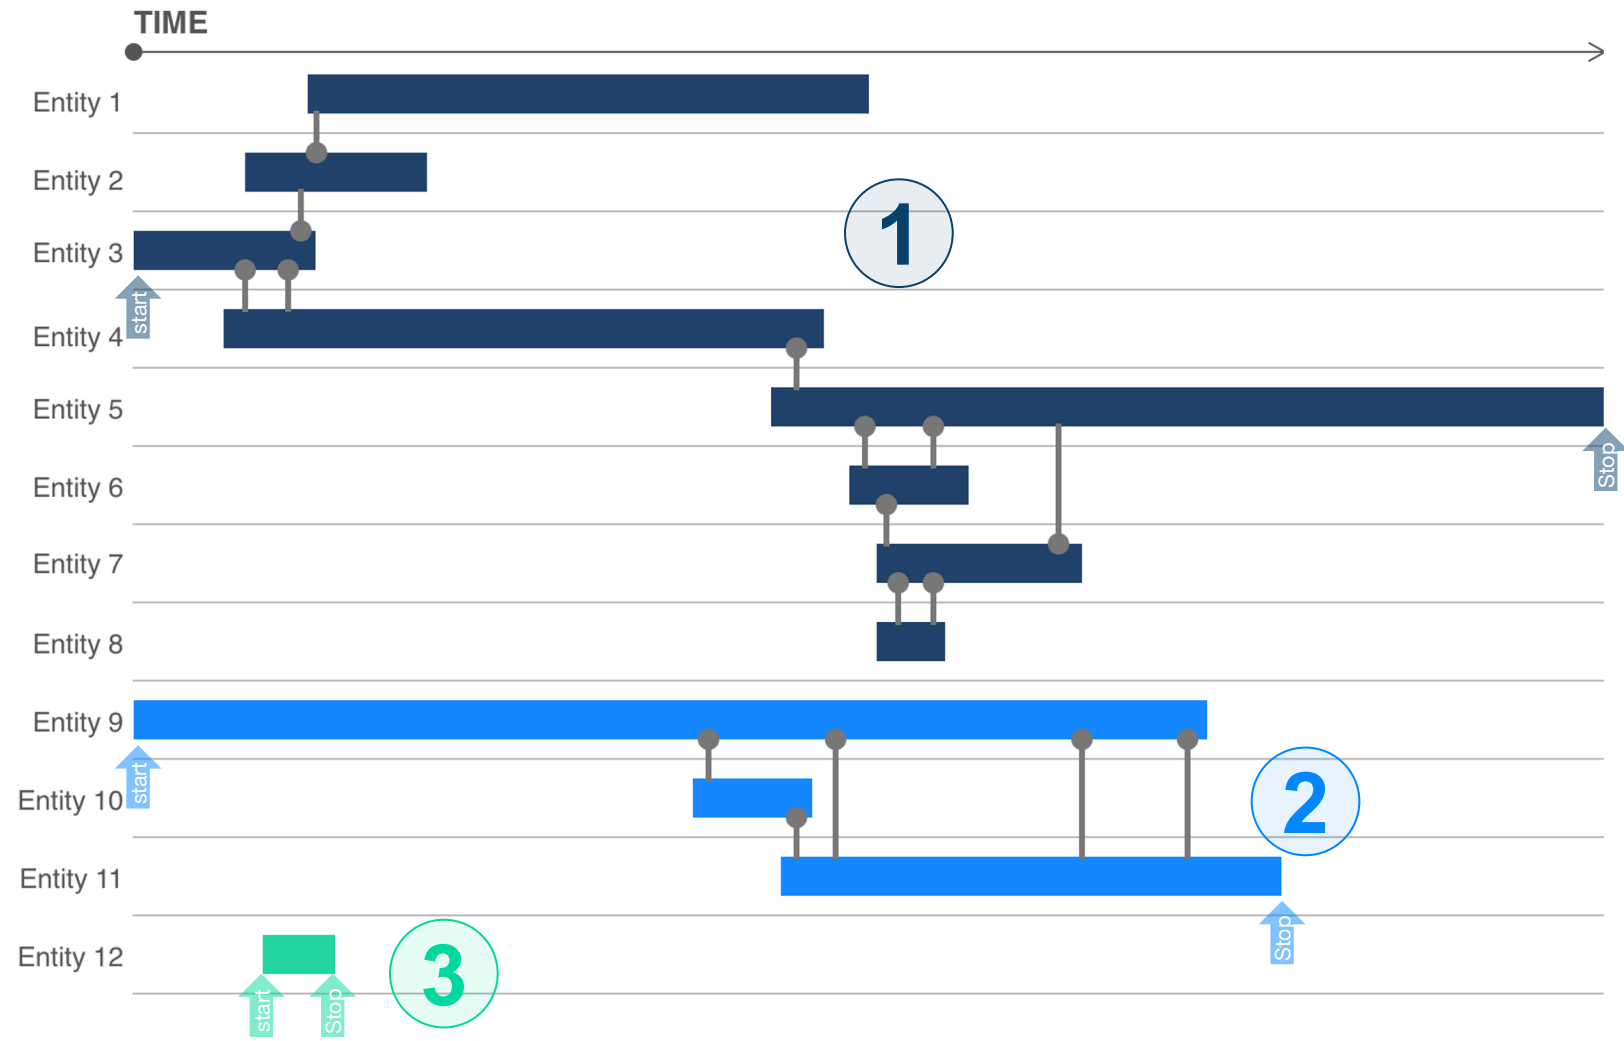 TIME
Entity 1
Entity 2
1
Entity 3
start
Entity 4
Entity 5
Stop
Entity 6
Entity 7
Entity 8
Entity 9
start
Entity 10
2
Entity 11
Stop
Entity 12
3
start
Stop